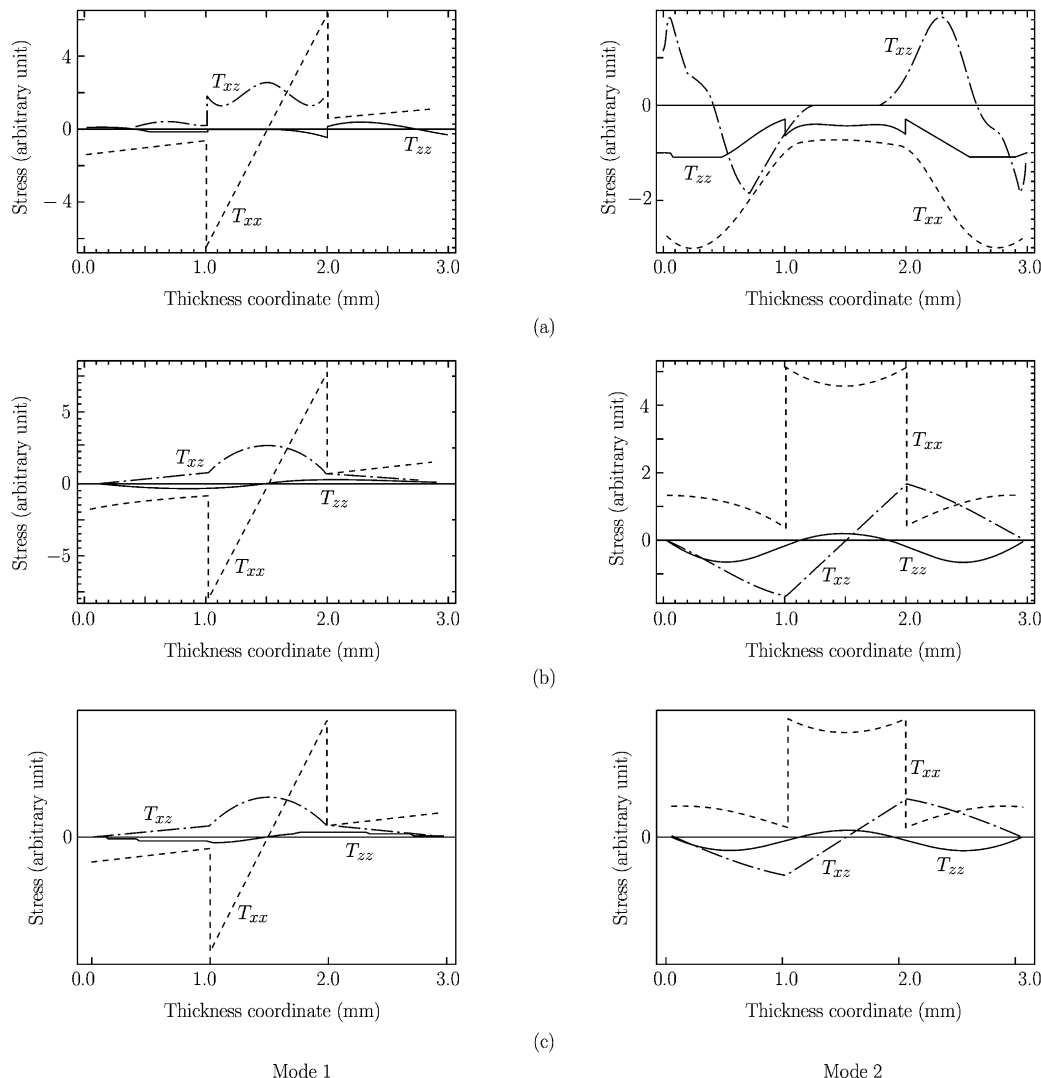 4
0
− 4
Stress (arbitrary unit)
T_xz
T_zz
T_xx
0.0 1.0 2.0 3.0
Thickness coordinate (mm)
0
−2
Stress (arbitrary unit)
T_xz
T_zz
T_xx
0.0 1.0 2.0 3.0
Thickness coordinate (mm)
(a)
5
0
−5
Stress (arbitrary unit)
T_xz
T_zz
T_xx
0.0 1.0 2.0 3.0
Thickness coordinate (mm)
4
2
0
Stress (arbitrary unit)
T_xx
T_xz
T_zz
0.0 1.0 2.0 3.0
Thickness coordinate (mm)
(b)
0
Stress (arbitrary unit)
T_xz
T_zz
T_xx
0.0 1.0 2.0 3.0
Thickness coordinate (mm)
0
Stress (arbitrary unit)
T_xx
T_xz
T_zz
0.0 1.0 2.0 3.0
Thickness coordinate (mm)
(c)
Mode 1
Mode 2